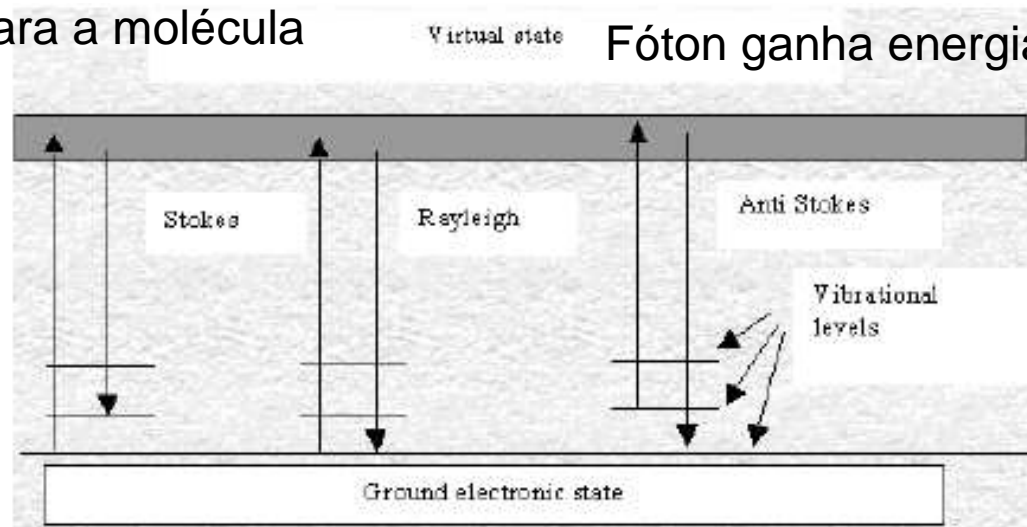 ara a molécula
Virtual state
Fóton ganha energia
Stokes
Rayleigh
Anti Stokes
Vibrational
levels
Ground electronic state